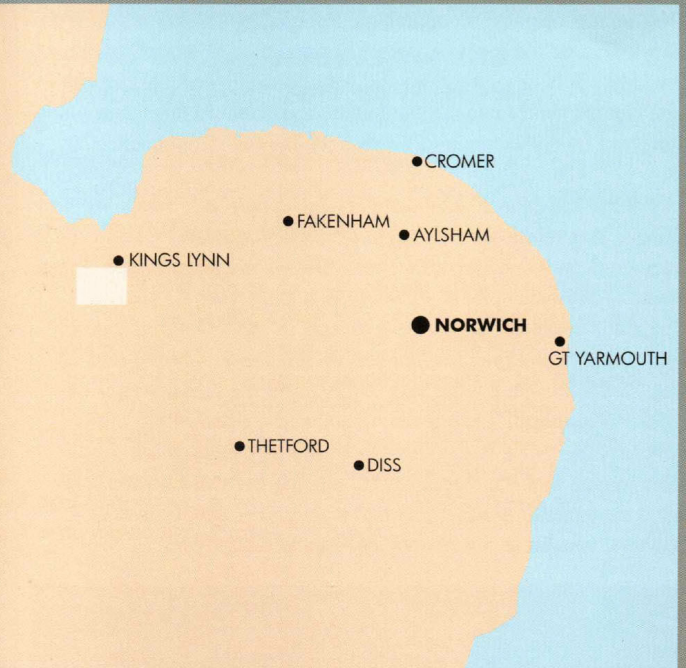 CROMER
FAKENHAM
AYLSHAM
KINGS LYNN
NORWICH
GT YARMOUTH
THETFORD
DISS